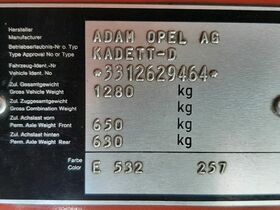 Hersteller
Manufacturer
ADAM OPEL AG
Betriebserlaubnis-Nr o. Typ
Type Approval No or Type
KADETT-D
Fahrzeug-Ident.-Nr.
Vehicle Ident. No
*3312629464*
Zul. Gesamtgewicht
Gross Vehicle Weight
1280 kg
Zul. Zuggesamtgewicht
Gross Combination Weight
kg
Zul. Achslast vorn
Perm. Axle Weight Front
650 kg
Zul. Achslast hinten
Perm. Axle Weight Rear
630 kg
Farbe
Color
E 532 257